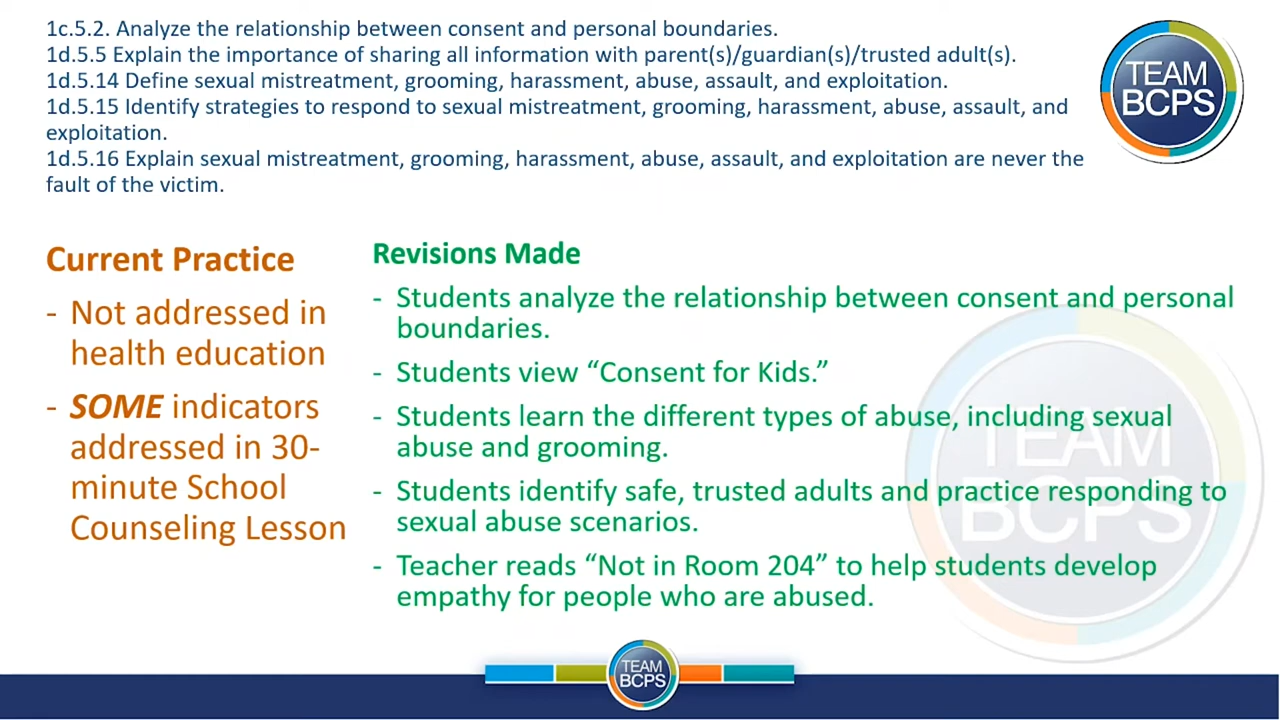 1c.5.2. Analyze the relationship between consent and personal boundaries.
1d.5.5 Explain the importance of sharing all information with parent(s)/guardian(s)/trusted adult(s).
1d.5.14 Define sexual mistreatment, grooming, harassment, abuse, assault, and exploitation.
1d.5.15 Identify strategies to respond to sexual mistreatment, grooming, harassment, abuse, assault, and
exploitation.
1d.5.16 Explain sexual mistreatment, grooming, harassment, abuse, assault, and exploitation are never the
fault of the victim.
TEAM
BCPS
Current Practice
- Not addressed in
health education
- SOME indicators
addressed in 30-
minute School
Counseling Lesson
Revisions Made
- Students analyze the relationship between consent and personal
boundaries.
- Students view “Consent for Kids.”
- Students learn the different types of abuse, including sexual
abuse and grooming.
- Students identify safe, trusted adults and practice responding to
sexual abuse scenarios.
- Teacher reads “Not in Room 204” to help students develop
empathy for people who are abused.
TEAM
BCPS
TEAM
BCPS